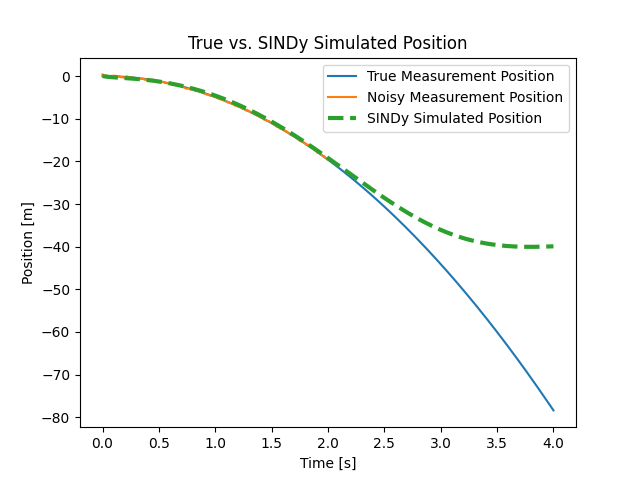 True vs. SINDy Simulated Position
True Measurement Position
Noisy Measurement Position
SINDy Simulated Position
Position [m]
0
−10
−20
−30
−40
−50
−60
−70
−80
0.0 0.5 1.0 1.5 2.0 2.5 3.0 3.5 4.0
Time [s]